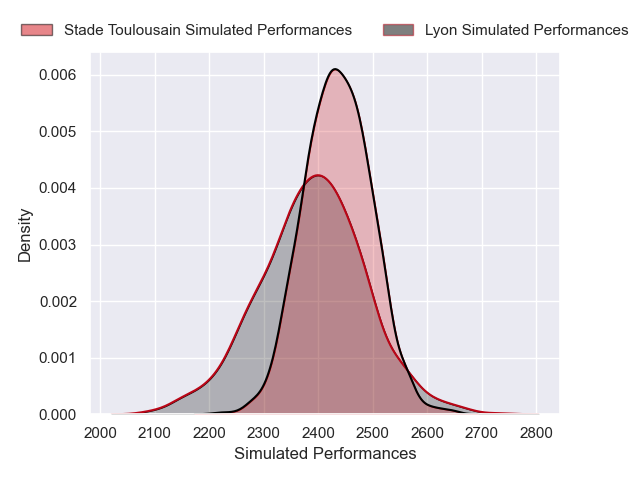 Stade Toulousain Simulated Performances
Lyon Simulated Performances
0.006
0.005
0.004
0.003
0.002
0.001
0.000
Density
2000 2100 2200 2300 2400 2500 2600 2700 2800
Simulated Performances